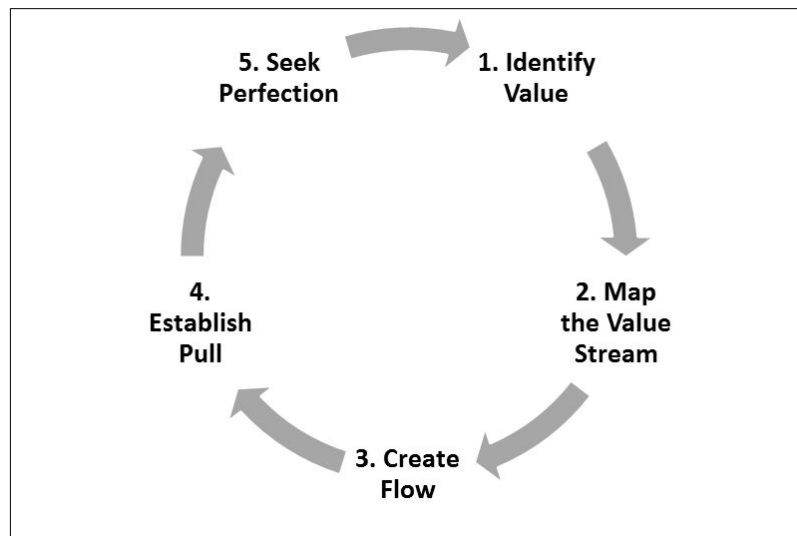 1. Identify
Value
2. Map
the Value
Stream
3. Create
Flow
4.
Establish
Pull
5. Seek
Perfection